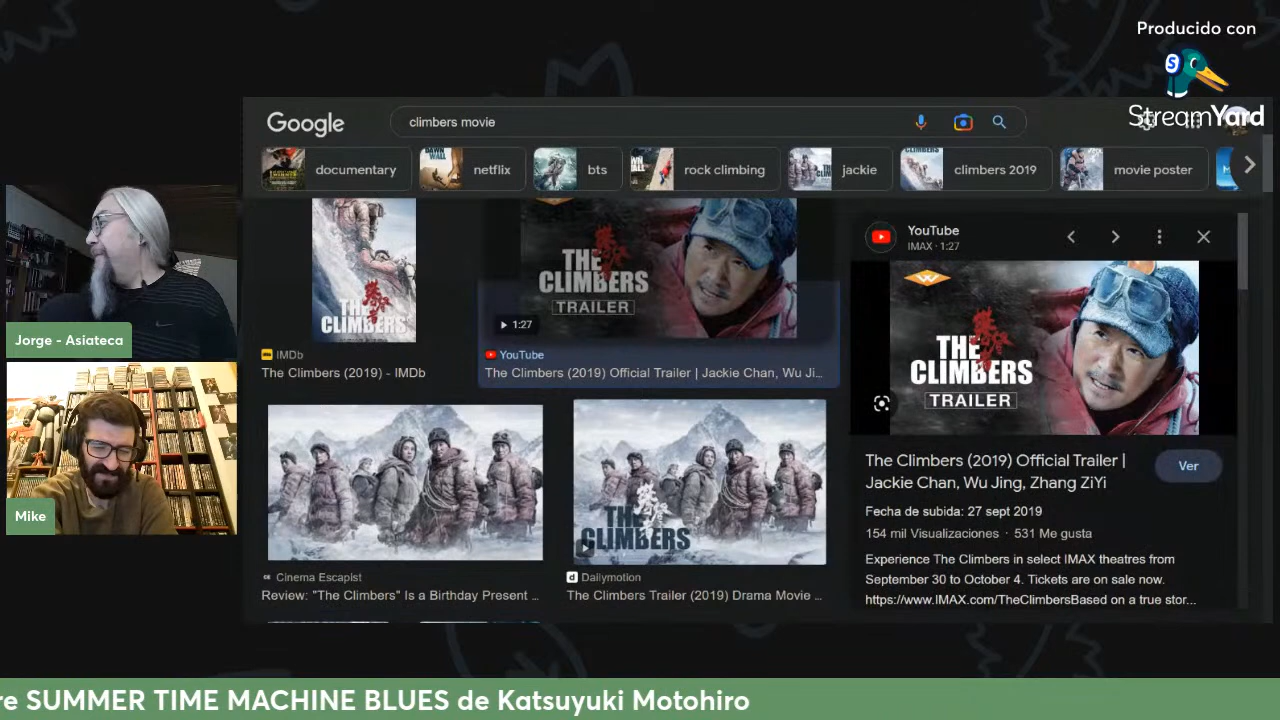 Producido con
StreamYard
Google
climbers movie
documentary
netflix
bts
rock climbing
jackie
climbers 2019
movie poster
THE
CLIMBERS
IMDb
The Climbers (2019) - IMDb
THE
CLIMBERS
TRAILER
1:27
YouTube
The Climbers (2019) Official Trailer | Jackie Chan, Wu Ji...
THE
CLIMBERS
Cinema Escapist
Review: "The Climbers" Is a Birthday Present ...
Dailymotion
The Climbers Trailer (2019) Drama Movie ...
YouTube
IMAX · 1:27
攀登
THE
CLIMBERS
TRAILER
The Climbers (2019) Official Trailer |
Jackie Chan, Wu Jing, Zhang ZiYi
Ver
Fecha de subida: 27 sept 2019
154 mil Visualizaciones · 531 Me gusta
Experience The Climbers in select IMAX theatres from
September 30 to October 4. Tickets are on sale now.
https://www.IMAX.com/TheClimbersBased on a true stor...
Jorge - Asiateca
Mike
re SUMMER TIME MACHINE BLUES de Katsuyuki Motohiro